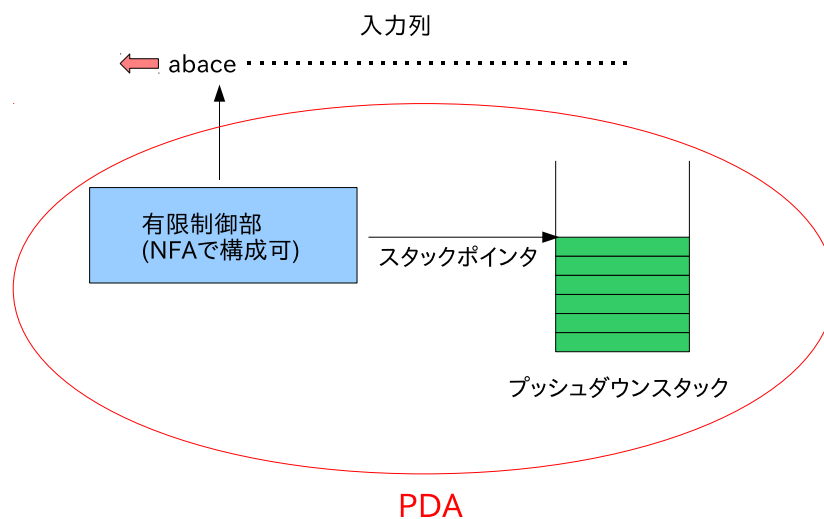 入力列
abace
有限制御部
(NFAで構成可)
スタックポインタ
プッシュダウンスタック
PDA